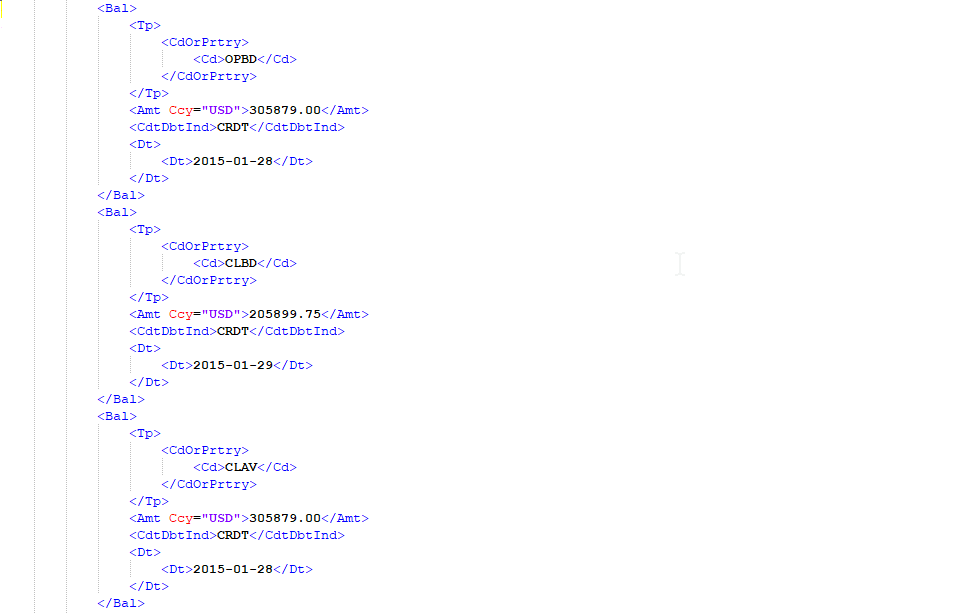 <Bal>
<Tp>
<CdOrPrtry>
<Cd>OPBD</Cd>
</CdOrPrtry>
</Tp>
<Amt Ccy="USD">305879.00</Amt>
<CdtDbtInd>CRDT</CdtDbtInd>
<Dt>
<Dt>2015-01-28</Dt>
</Dt>
</Bal>
<Bal>
<Tp>
<CdOrPrtry>
<Cd>CLBD</Cd>
</CdOrPrtry>
</Tp>
<Amt Ccy="USD">205899.75</Amt>
<CdtDbtInd>CRDT</CdtDbtInd>
<Dt>
<Dt>2015-01-29</Dt>
</Dt>
</Bal>
<Bal>
<Tp>
<CdOrPrtry>
<Cd>CLAV</Cd>
</CdOrPrtry>
</Tp>
<Amt Ccy="USD">305879.00</Amt>
<CdtDbtInd>CRDT</CdtDbtInd>
<Dt>
<Dt>2015-01-28</Dt>
</Dt>
</Bal>